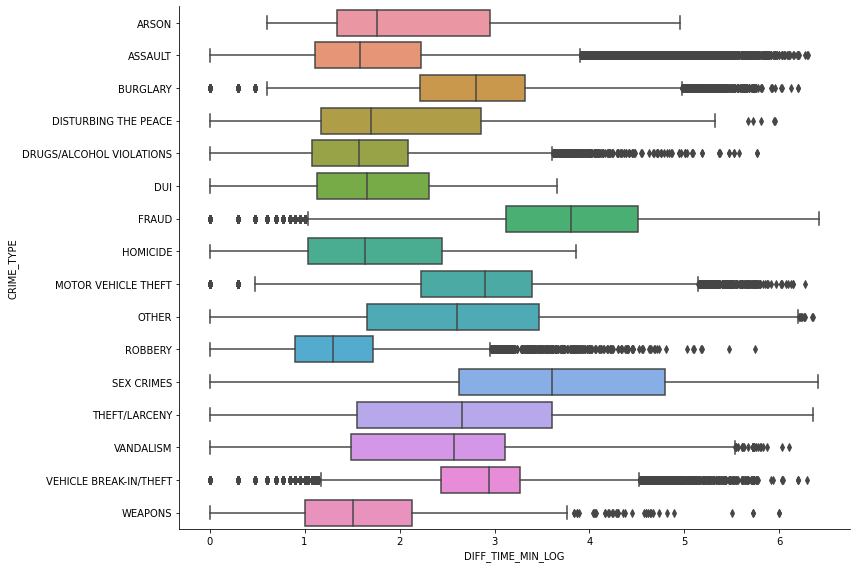 ARSON
ASSAULT
BURGLARY
DISTURBING THE PEACE
DRUGS/ALCOHOL VIOLATIONS
DUI
FRAUD
HOMICIDE
MOTOR VEHICLE THEFT
OTHER
ROBBERY
SEX CRIMES
THEFT/LARCENY
VANDALISM
VEHICLE BREAK-IN/THEFT
WEAPONS
CRIME_TYPE
0 1 2 3 4 5 6
DIFF_TIME_MIN_LOG